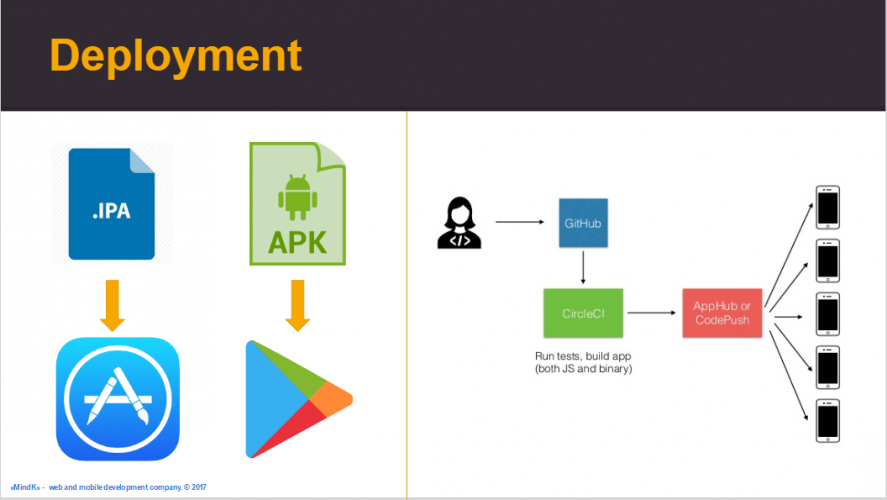 Deployment
.IPA
APK
GitHub
CircleCI
AppHub or
CodePush
Run tests, build app
(both JS and binary)
«MindK» - web and mobile development company. © 2017